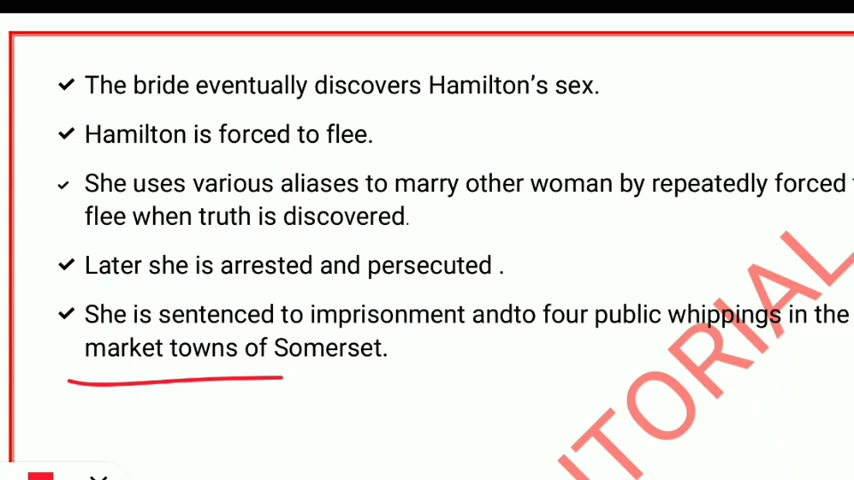 The bride eventually discovers Hamilton’s sex.
Hamilton is forced to flee.
She uses various aliases to marry other woman by repeatedly forced
flee when truth is discovered.
Later she is arrested and persecuted .
She is sentenced to imprisonment andto four public whippings in the
market towns of Somerset.